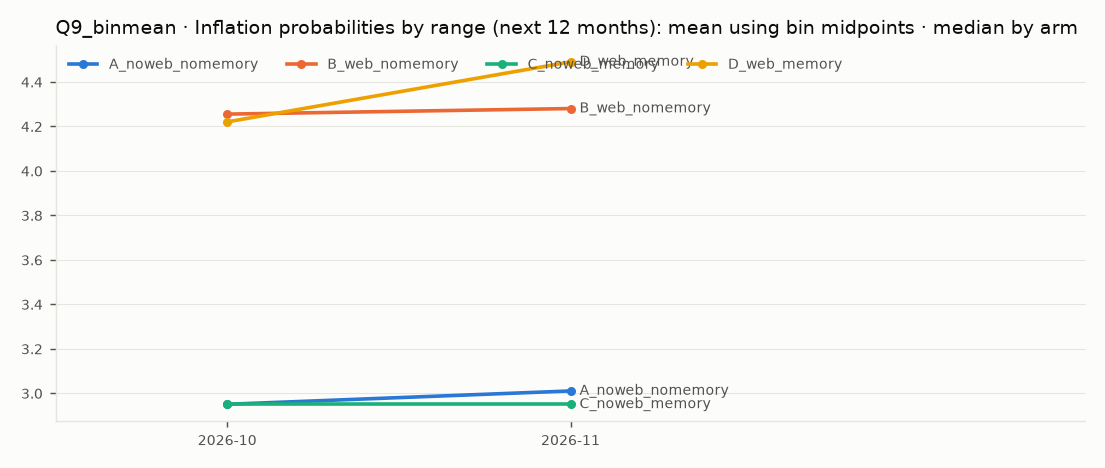 Q9_binmean · Inflation probabilities by range (next 12 months): mean using bin midpoints · median by arm
A_noweb_nomemory
B_web_nomemory
C_noweb_memory
D_web_memory
D_web_memory
B_web_nomemory
A_noweb_nomemory
C_noweb_memory
4.4
4.2
4.0
3.8
3.6
3.4
3.2
3.0
2026-10
2026-11